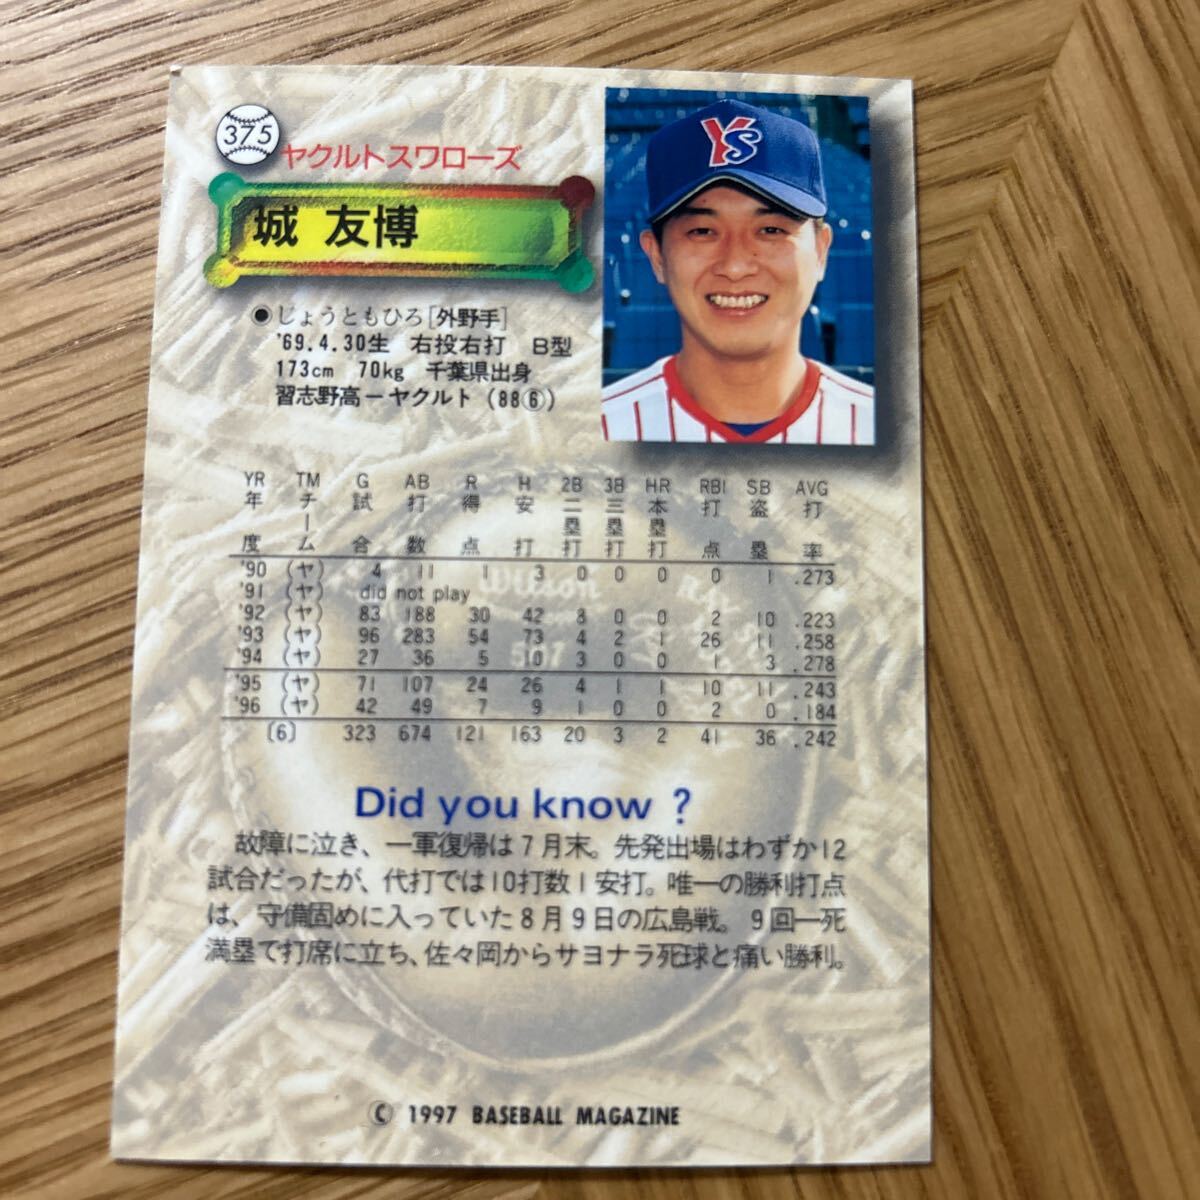 375
ヤクルトスワローズ
城 友博
YS
◉じょうともひろ[外野手]
'69.4.30生 右投右打 B型
173cm 70kg 千葉県出身
習志野高ーヤクルト (88⑥)
YR TM G AB R H 2B 3B HR RBI SB AVG
年度 チーム 試合 打数 得点 安打 二塁打 三塁打 本塁打 打点 盗塁 打率
'90 (ヤ) 4 11 1 3 0 0 0 0 1 .273
'91 (ヤ) did not play
'92 (ヤ) 83 188 30 42 8 0 0 2 10 .223
'93 (ヤ) 96 283 54 73 4 2 1 26 11 .258
'94 (ヤ) 27 36 5 10 3 0 0 1 3 .278
'95 (ヤ) 71 107 24 26 4 1 1 10 11 .243
'96 (ヤ) 42 49 7 9 1 0 0 2 0 .184
[6] 323 674 121 163 20 3 2 41 36 .242
Wilson
Did you know ?
故障に泣き、一軍復帰は7月末。先発出場はわずか12
試合だったが、代打では10打数1安打。唯一の勝利打点
は、守備固めに入っていた8月9日の広島戦。9回一死
満塁で打席に立ち、佐々岡からサヨナラ死球と痛い勝利。
© 1997 BASEBALL MAGAZINE